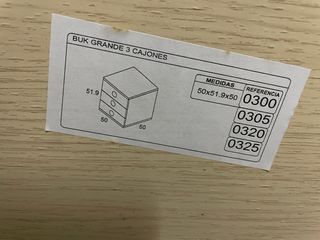 BUK GRANDE 3 CAJONES
MEDIDAS REFERENCIA
50x51.9x50 0300
0305
0320
0325
51.9
50 50